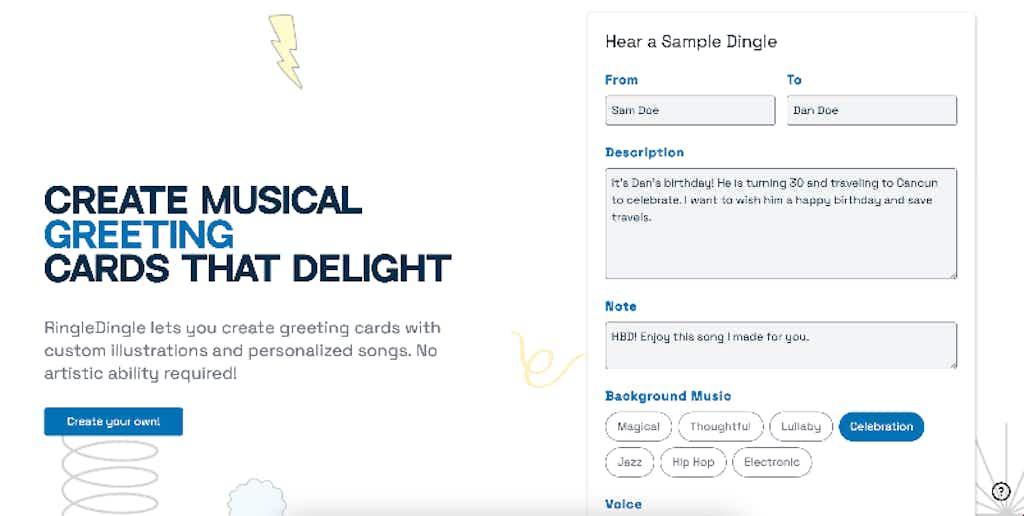 CREATE MUSICAL
GREETING
CARDS THAT DELIGHT
RingleDingle lets you create greeting cards with
custom illustrations and personalized songs. No
artistic ability required!
Create your own!
Hear a Sample Dingle
From
To
Sam Doe
Dan Doe
Description
It's Dan's birthday! He is turning 30 and traveling to Cancun
to celebrate. I want to wish him a happy birthday and save
travels.
Note
HBD! Enjoy this song I made for you.
Background Music
Magical Thoughtful Lullaby Celebration
Jazz Hip Hop Electronic
Voice
?